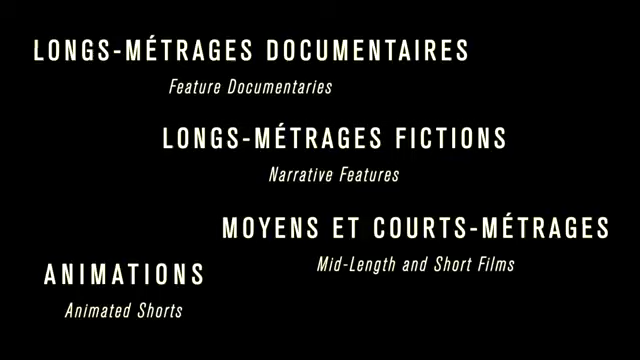 LONGS-MÉTRAGES DOCUMENTAIRES
Feature Documentaries
LONGS-MÉTRAGES FICTIONS
Narrative Features
MOYENS ET COURTS-MÉTRAGES
Mid-Length and Short Films
ANIMATIONS
Animated Shorts